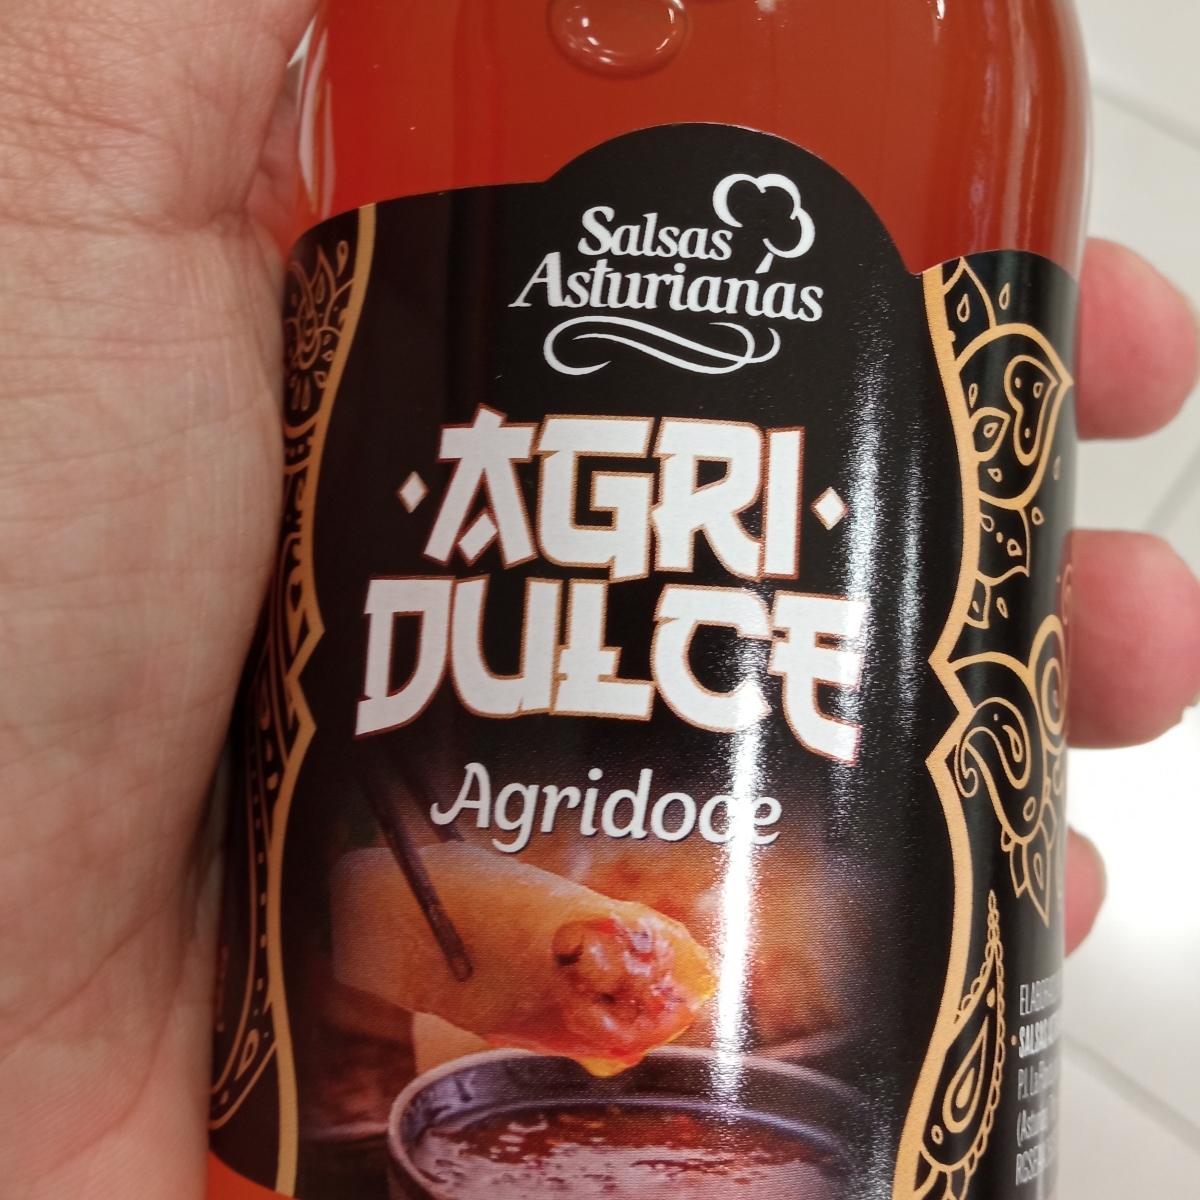 Salsas
Asturianas
AGRI
DULCE
Agridoce